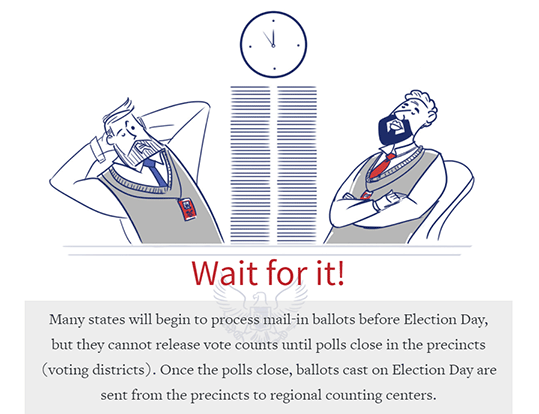 Wait for it!
Many states will begin to process mail-in ballots before Election Day,
but they cannot release vote counts until polls close in the precincts
(voting districts). Once the polls close, ballots cast on Election Day are
sent from the precincts to regional counting centers.